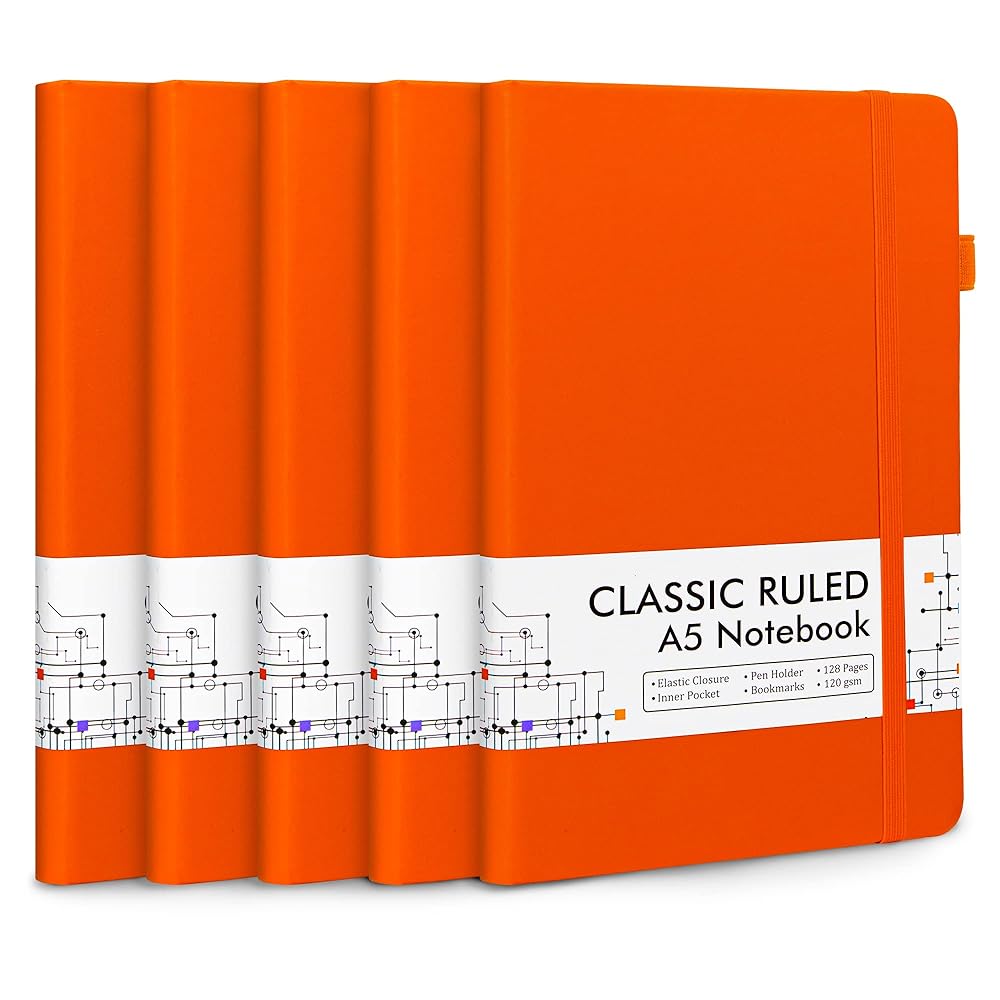 CLASSIC RULED
A5 Notebook
• Elastic Closure • Pen Holder • 128 Pages
• Inner Pocket • Bookmarks • 120 gsm